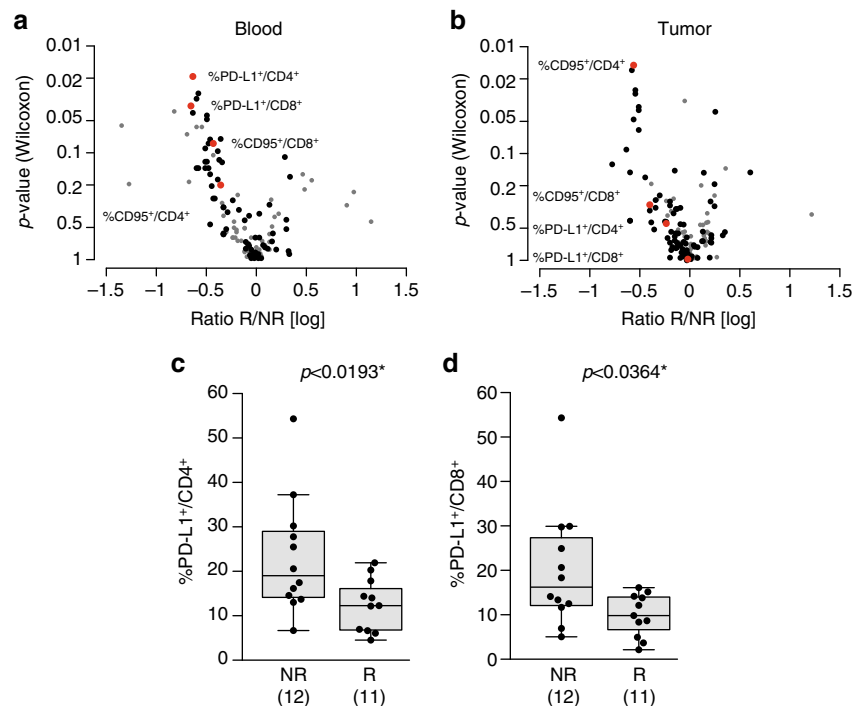 a
Blood
0.01
0.02
0.05
0.1
0.2
0.5
1
p-value (Wilcoxon)
%PD-L1+/CD4+
%PD-L1+/CD8+
%CD95+/CD8+
%CD95+/CD4+
−1.5 −1.0 −0.5 0 0.5 1 1.5
Ratio R/NR [log]
b
Tumor
0.01
0.02
0.05
0.1
0.2
0.5
1
p-value (Wilcoxon)
%CD95+/CD4+
%CD95+/CD8+
%PD-L1+/CD4+
%PD-L1+/CD8+
−1.5 −1.0 −0.5 0 0.5 1 1.5
Ratio R/NR [log]
c
p<0.0193*
60
50
40
30
20
10
0
%PD-L1+/CD4+
NR R
(12) (11)
d
p<0.0364*
60
50
40
30
20
10
0
%PD-L1+/CD8+
NR R
(12) (11)